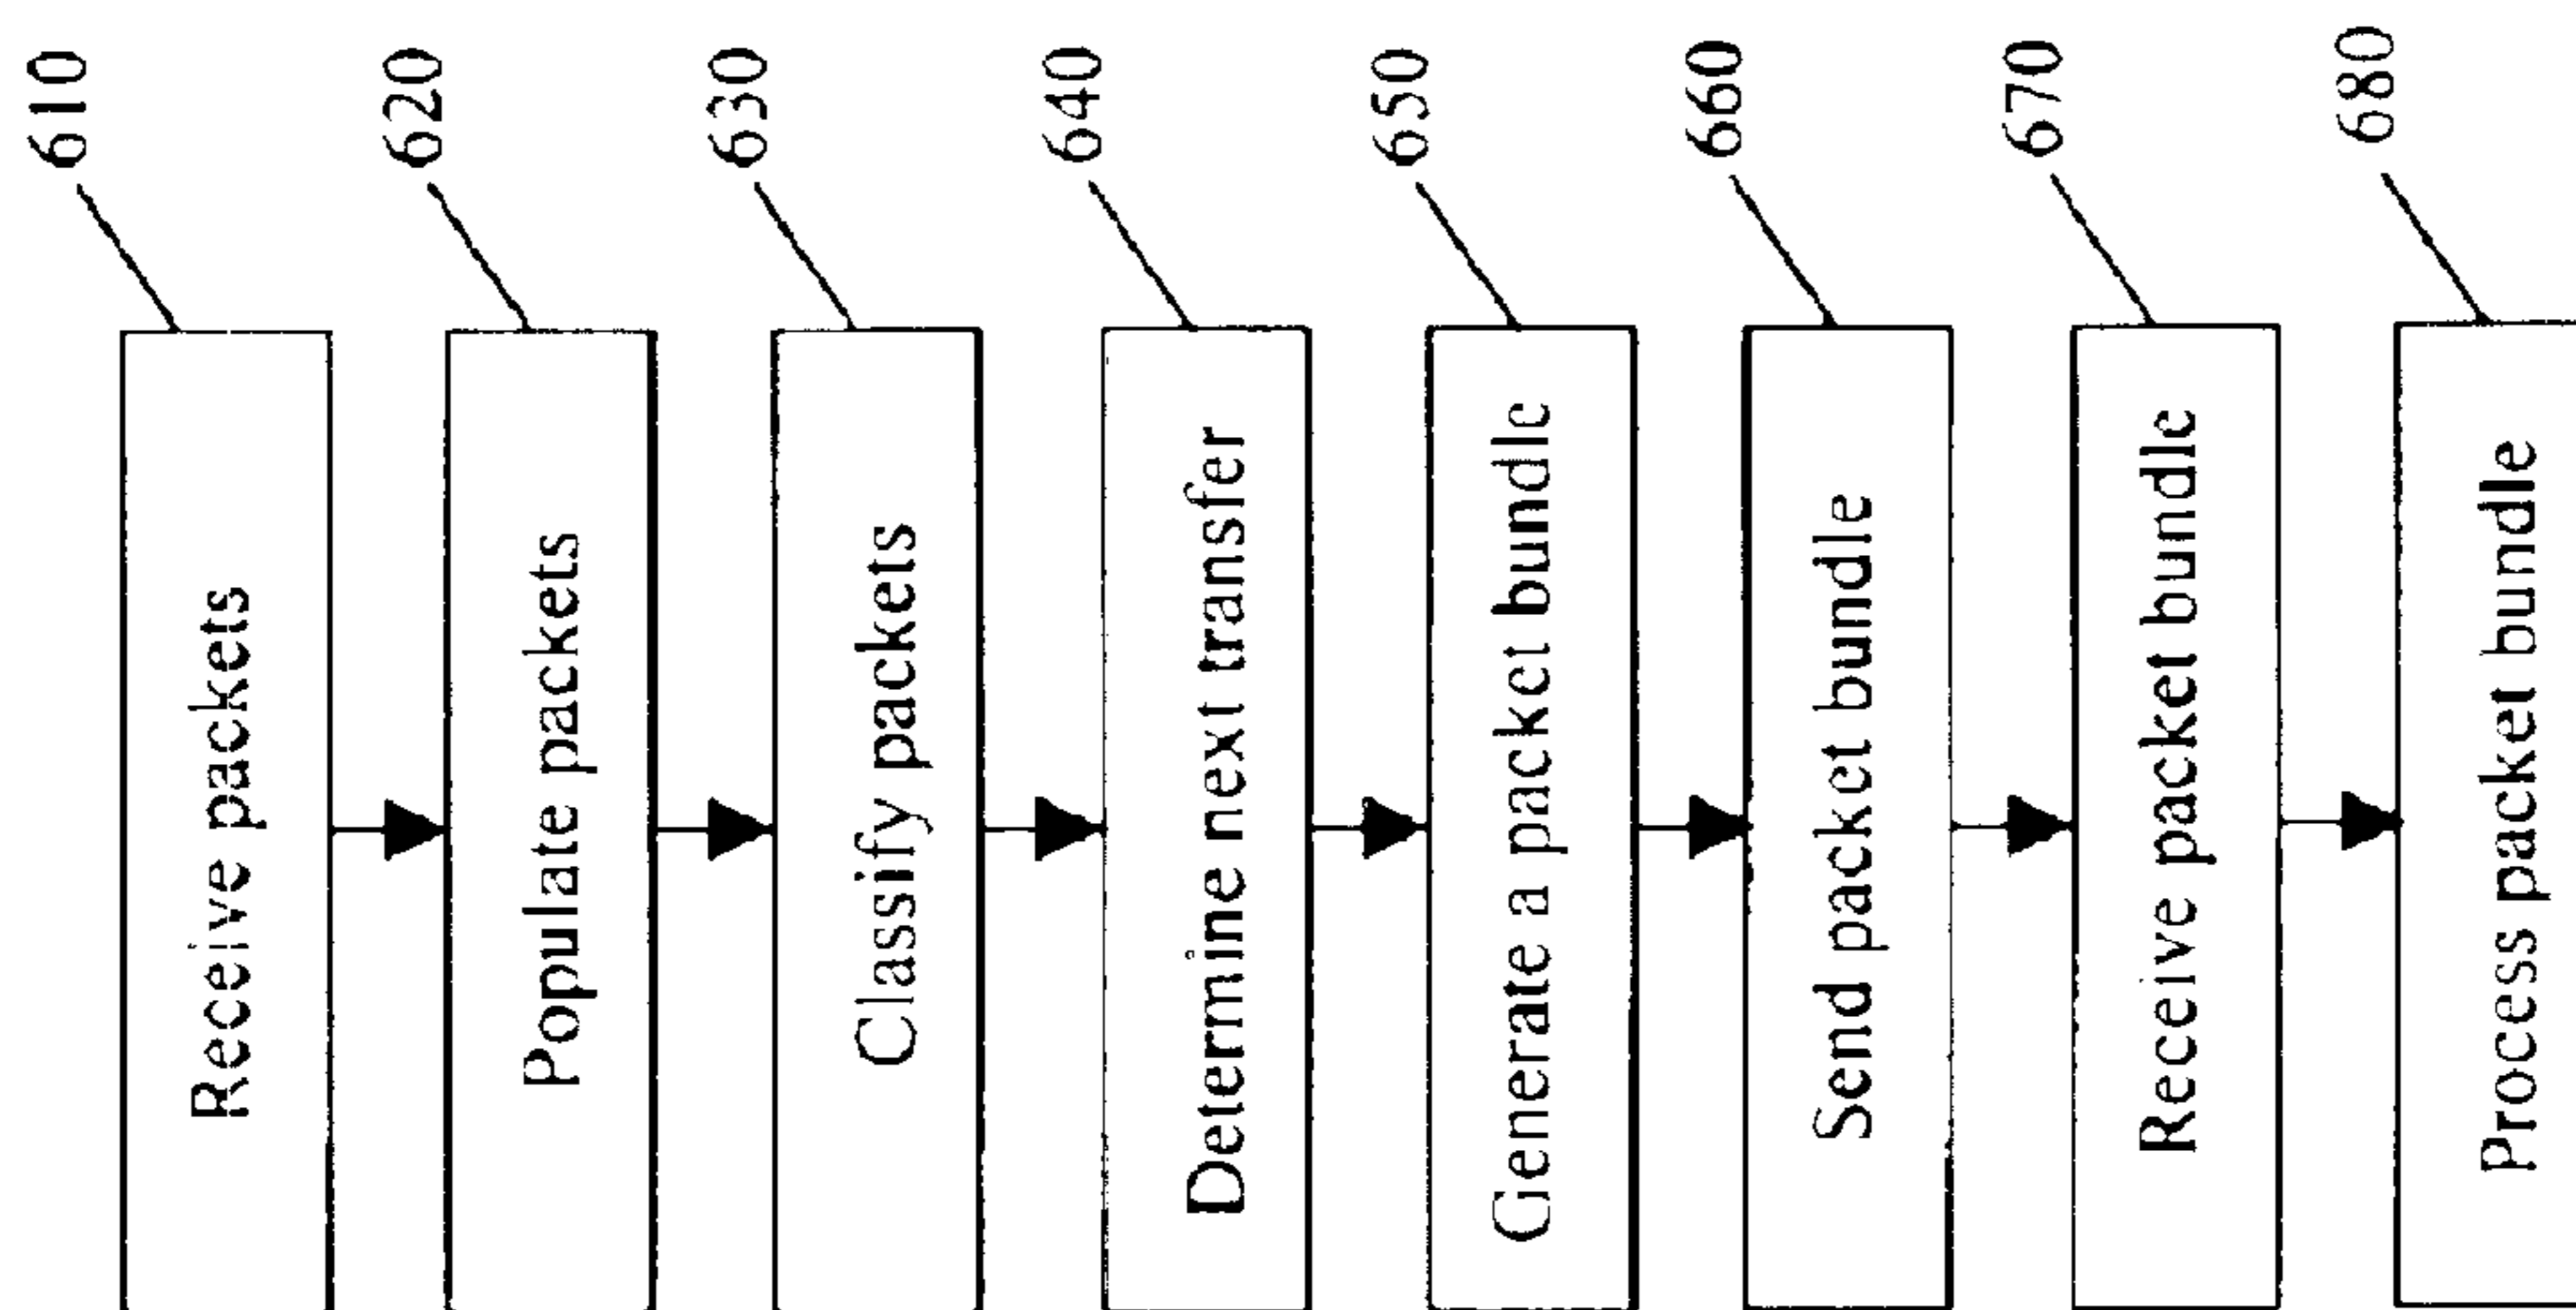 610
Receive packets
620
Populate packets
630
Classify packets
640
Determine next transfer
650
Generate a packet bundle
660
Send packet bundle
670
Receive packet bundle
680
Process packet bundle